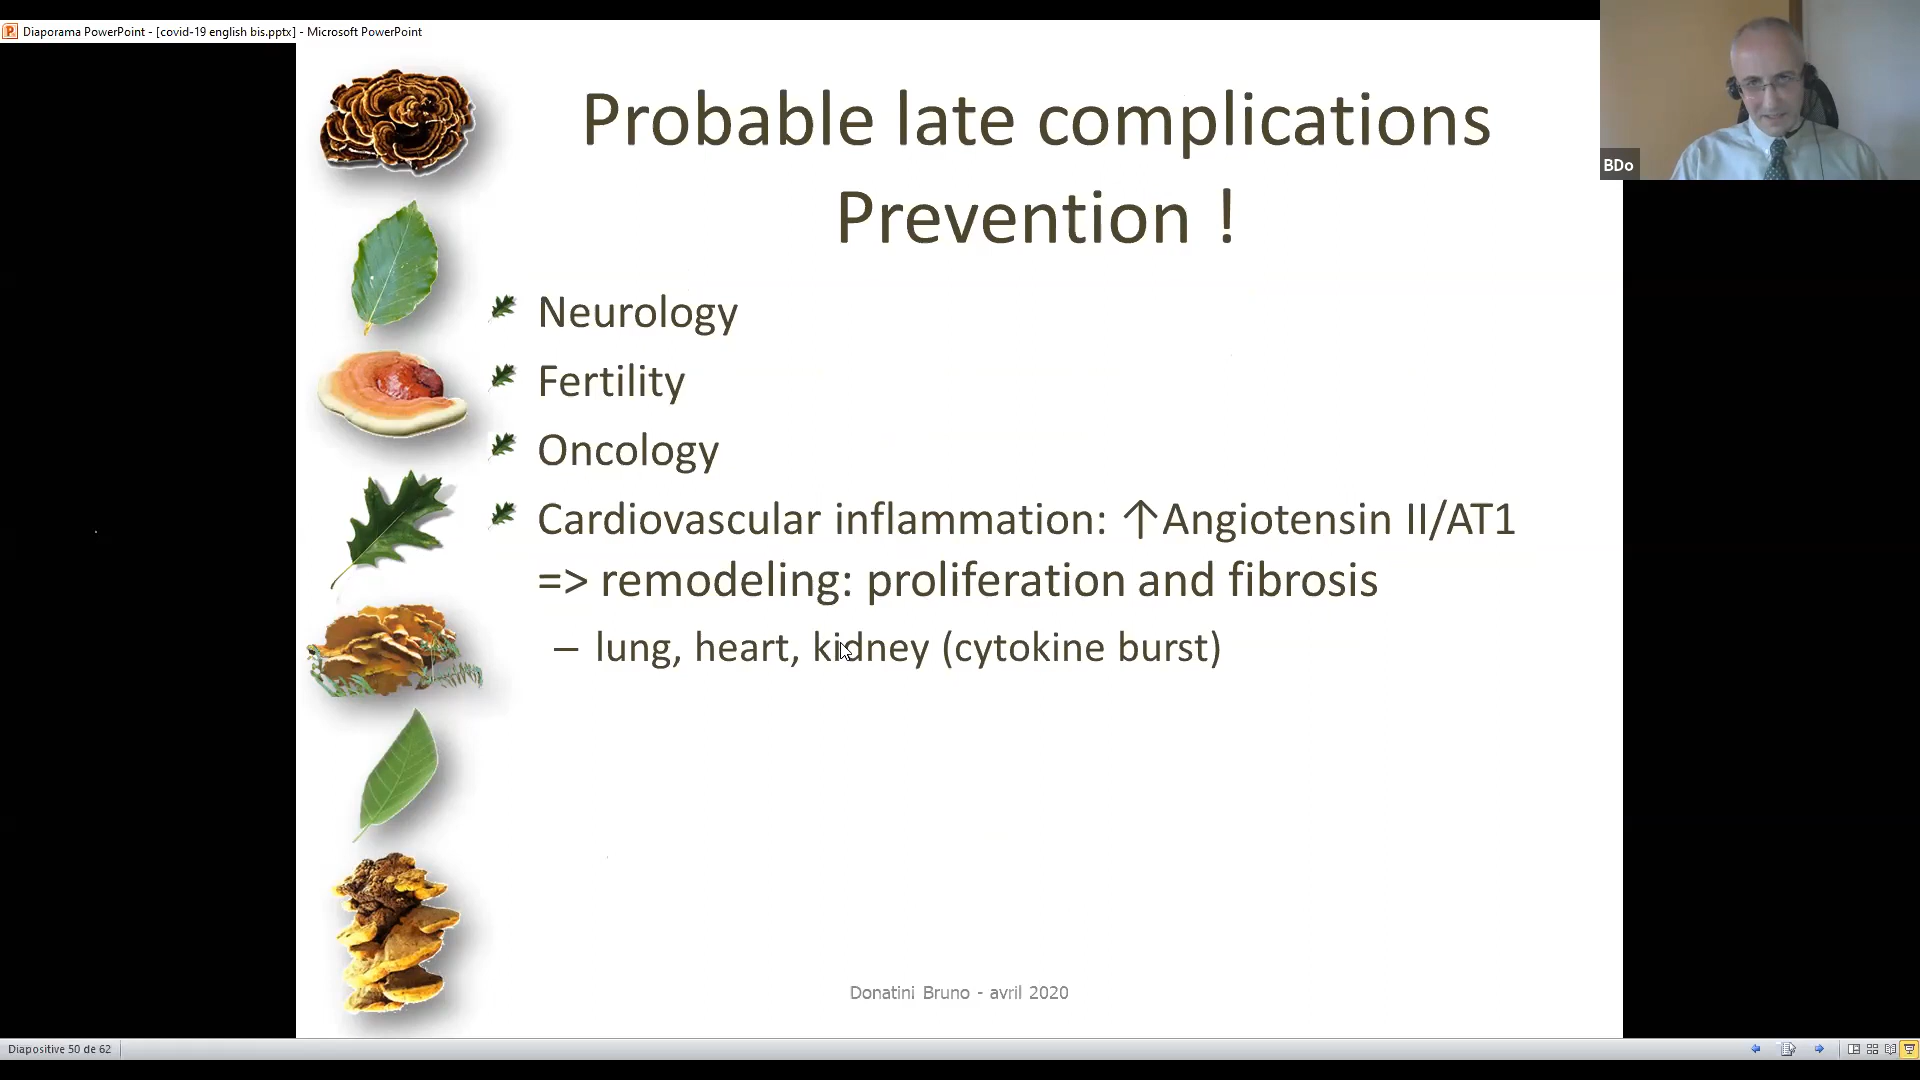 Diaporama PowerPoint - [covid-19 english bis.pptx] - Microsoft PowerPoint
BDo
Probable late complications
Prevention !
Neurology
Fertility
Oncology
Cardiovascular inflammation: ↑Angiotensin II/AT1
=> remodeling: proliferation and fibrosis
– lung, heart, kidney (cytokine burst)
Donatini Bruno - avril 2020
Diapositive 50 de 62